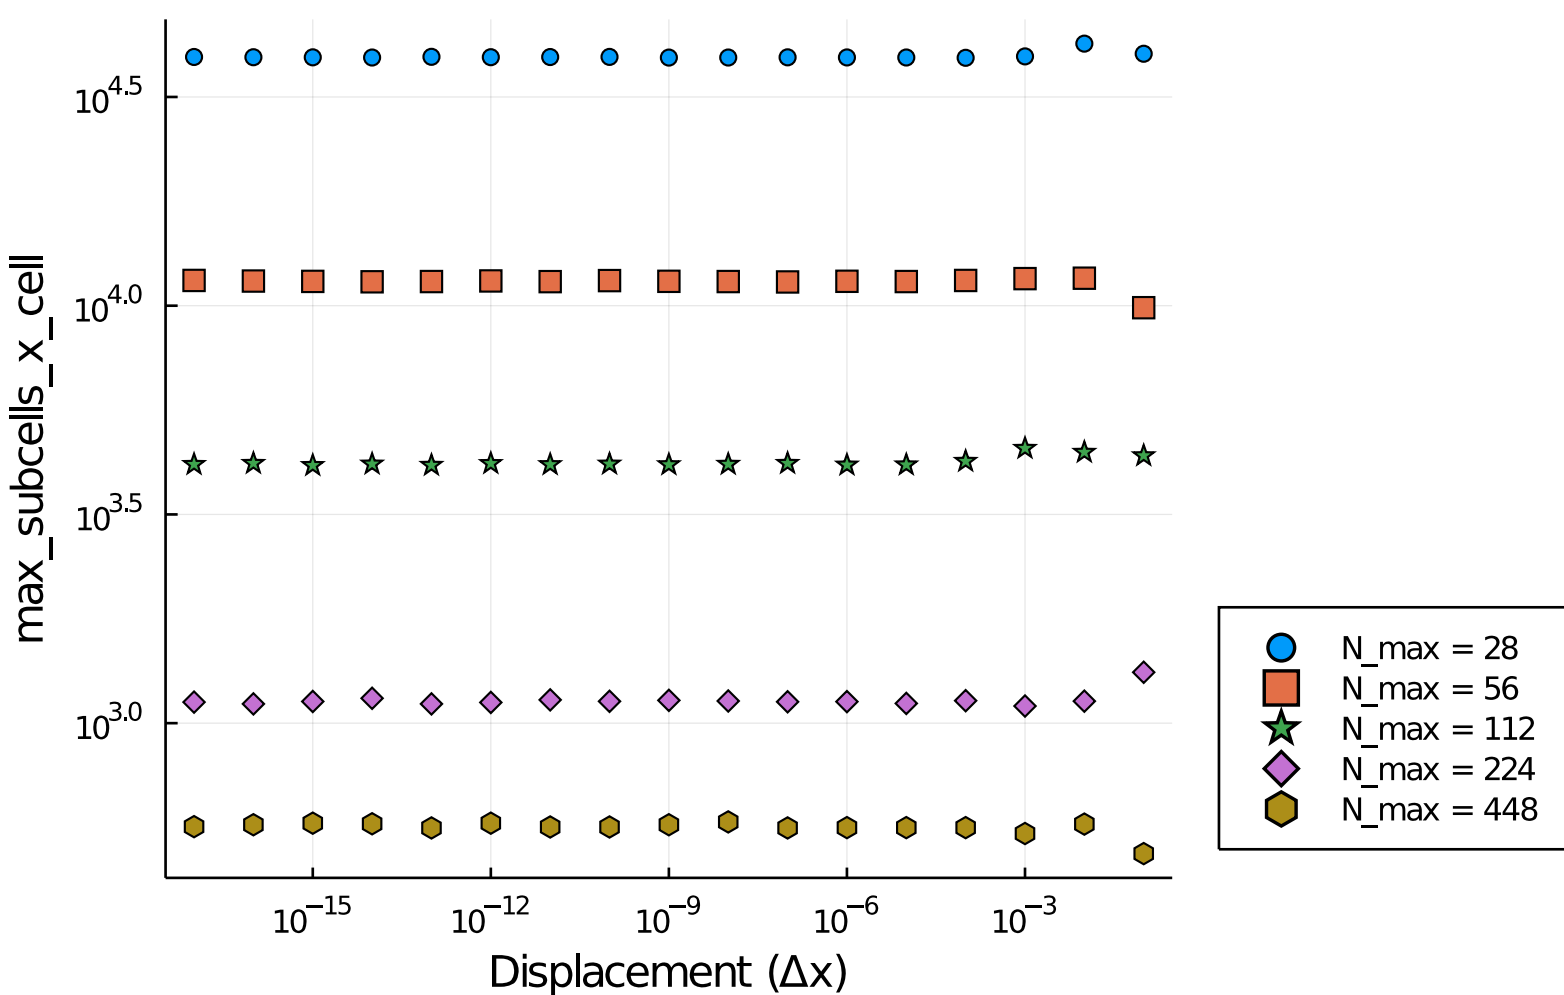 max_subcells_x_cell
10^4.5
10^4.0
10^3.5
10^3.0
10^−15
10^−12
10^−9
10^−6
10^−3
Displacement (Δx)
N_max = 28
N_max = 56
N_max = 112
N_max = 224
N_max = 448